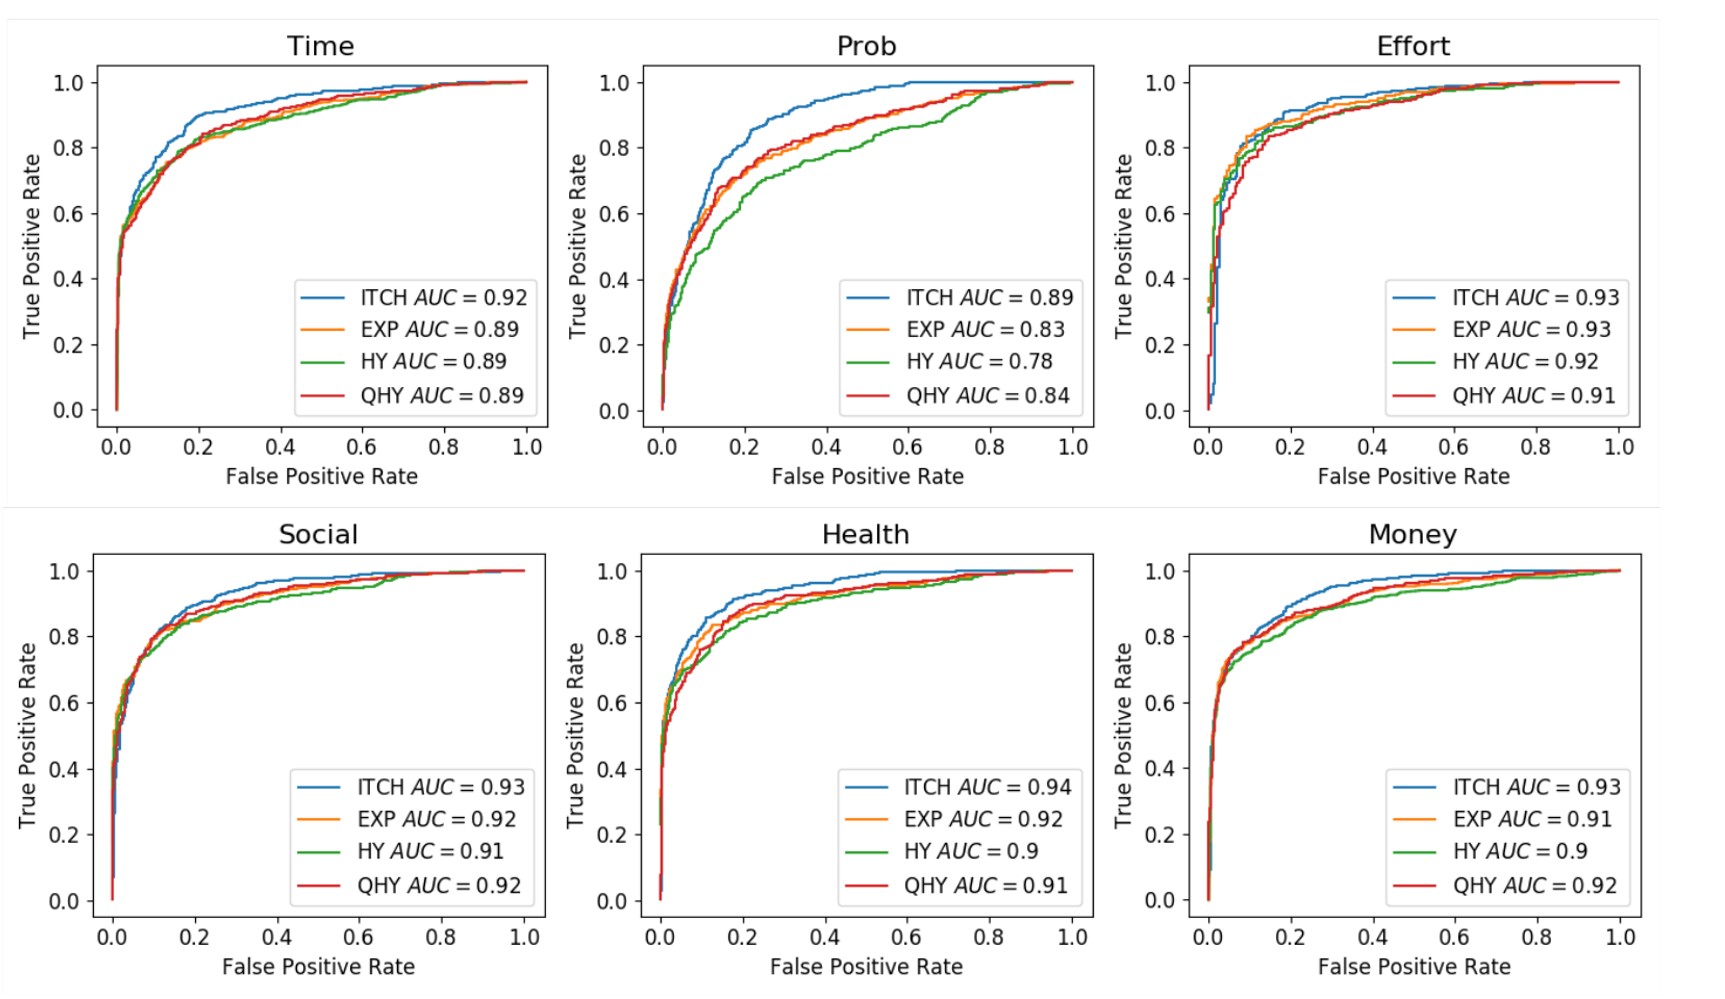 Time
1.0
0.8
0.6
0.4
0.2
0.0
True Positive Rate
ITCH AUC = 0.92
EXP AUC = 0.89
HY AUC = 0.89
QHY AUC = 0.89
0.0 0.2 0.4 0.6 0.8 1.0
False Positive Rate
Prob
1.0
0.8
0.6
0.4
0.2
0.0
True Positive Rate
ITCH AUC = 0.89
EXP AUC = 0.83
HY AUC = 0.78
QHY AUC = 0.84
0.0 0.2 0.4 0.6 0.8 1.0
False Positive Rate
Effort
1.0
0.8
0.6
0.4
0.2
0.0
True Positive Rate
ITCH AUC = 0.93
EXP AUC = 0.93
HY AUC = 0.92
QHY AUC = 0.91
0.0 0.2 0.4 0.6 0.8 1.0
False Positive Rate
Social
1.0
0.8
0.6
0.4
0.2
0.0
True Positive Rate
ITCH AUC = 0.93
EXP AUC = 0.92
HY AUC = 0.91
QHY AUC = 0.92
0.0 0.2 0.4 0.6 0.8 1.0
False Positive Rate
Health
1.0
0.8
0.6
0.4
0.2
0.0
True Positive Rate
ITCH AUC = 0.94
EXP AUC = 0.92
HY AUC = 0.9
QHY AUC = 0.91
0.0 0.2 0.4 0.6 0.8 1.0
False Positive Rate
Money
1.0
0.8
0.6
0.4
0.2
0.0
True Positive Rate
ITCH AUC = 0.93
EXP AUC = 0.91
HY AUC = 0.9
QHY AUC = 0.92
0.0 0.2 0.4 0.6 0.8 1.0
False Positive Rate